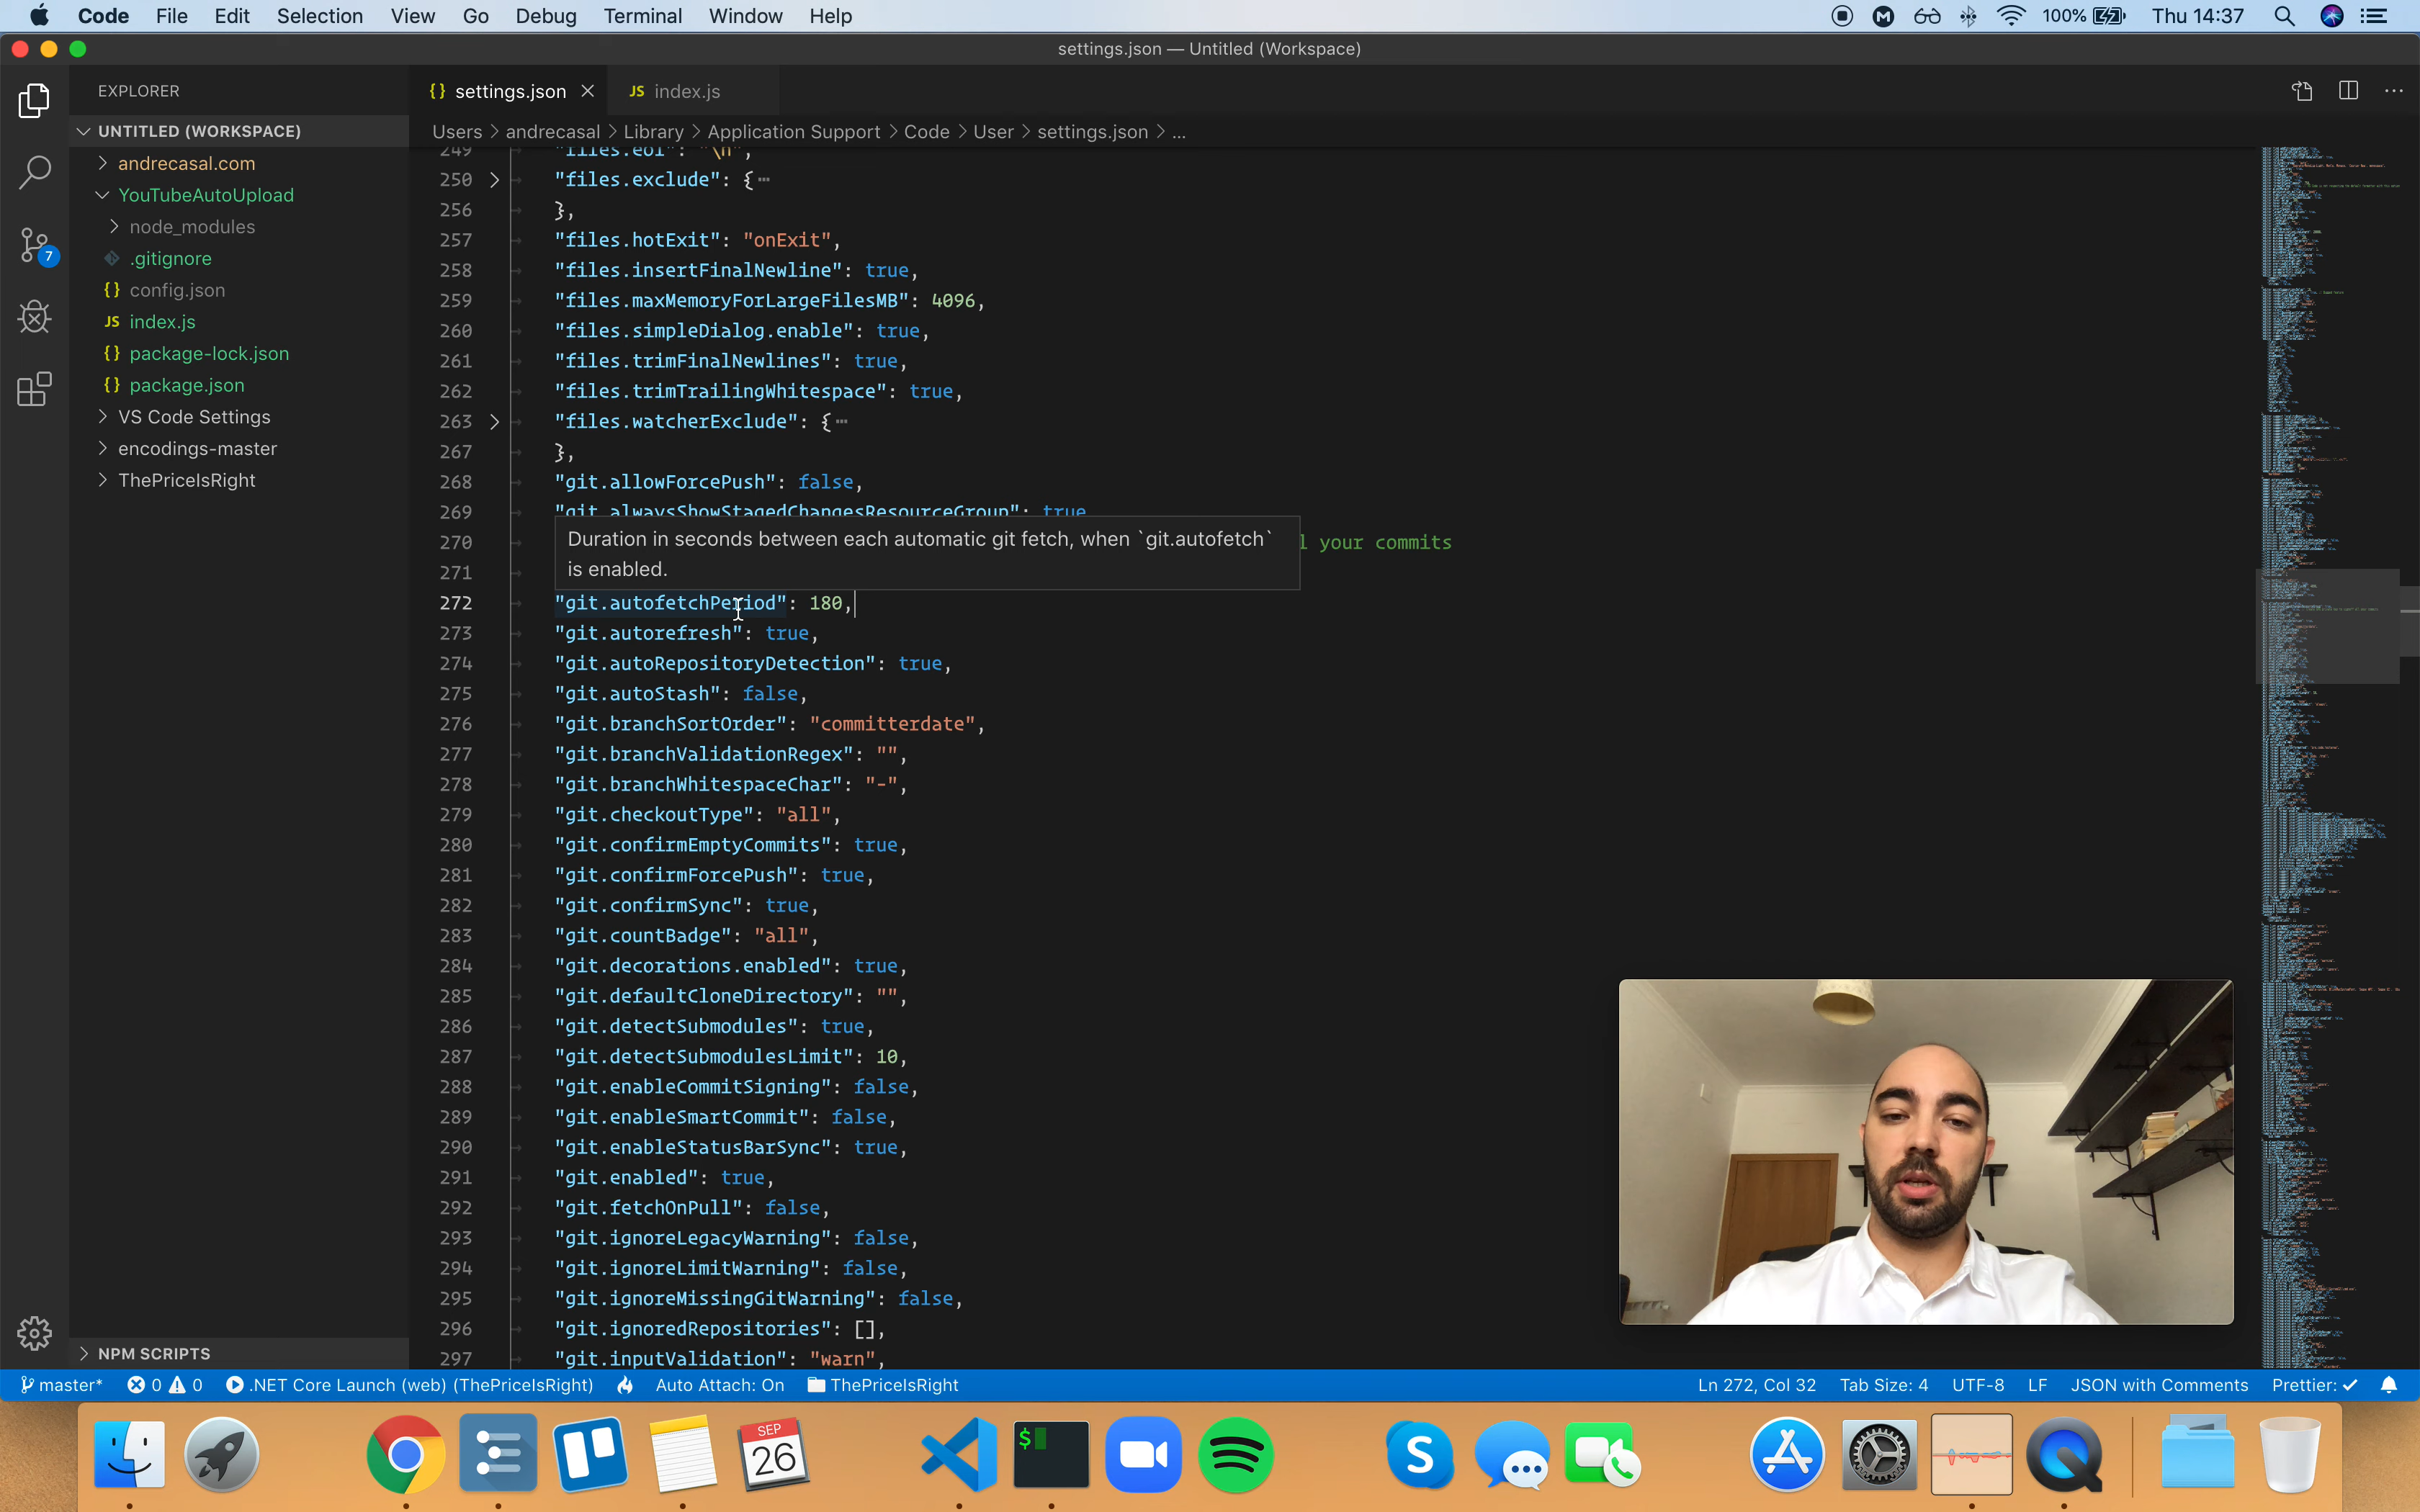 Code File Edit Selection View Go Debug Terminal Window Help 100% Thu 14:37
settings.json — Untitled (Workspace)
EXPLORER
UNTITLED (WORKSPACE)
andrecasal.com
YouTubeAutoUpload
node_modules
.gitignore
{} config.json
JS index.js
{} package-lock.json
{} package.json
VS Code Settings
encodings-master
ThePriceIsRight
NPM SCRIPTS
7
{} settings.json
JS index.js
Users > andrecasal > Library > Application Support > Code > User > settings.json > ...
249 "files.eol": "\n",
250 "files.exclude": {⋯
256 },
257 "files.hotExit": "onExit",
258 "files.insertFinalNewline": true,
259 "files.maxMemoryForLargeFilesMB": 4096,
260 "files.simpleDialog.enable": true,
261 "files.trimFinalNewlines": true,
262 "files.trimTrailingWhitespace": true,
263 "files.watcherExclude": {⋯
267 },
268 "git.allowForcePush": false,
269 "git.alwaysShowStagedChangesResourceGroup": true
270 l your commits
271
Duration in seconds between each automatic git fetch, when `git.autofetch`
is enabled.
272 "git.autofetchPeriod": 180,
273 "git.autorefresh": true,
274 "git.autoRepositoryDetection": true,
275 "git.autoStash": false,
276 "git.branchSortOrder": "committerdate",
277 "git.branchValidationRegex": "",
278 "git.branchWhitespaceChar": "-",
279 "git.checkoutType": "all",
280 "git.confirmEmptyCommits": true,
281 "git.confirmForcePush": true,
282 "git.confirmSync": true,
283 "git.countBadge": "all",
284 "git.decorations.enabled": true,
285 "git.defaultCloneDirectory": "",
286 "git.detectSubmodules": true,
287 "git.detectSubmodulesLimit": 10,
288 "git.enableCommitSigning": false,
289 "git.enableSmartCommit": false,
290 "git.enableStatusBarSync": true,
291 "git.enabled": true,
292 "git.fetchOnPull": false,
293 "git.ignoreLegacyWarning": false,
294 "git.ignoreLimitWarning": false,
295 "git.ignoreMissingGitWarning": false,
296 "git.ignoredRepositories": [],
297 "git.inputValidation": "warn",
master* 0 0 .NET Core Launch (web) (ThePriceIsRight) Auto Attach: On ThePriceIsRight Ln 272, Col 32 Tab Size: 4 UTF-8 LF JSON with Comments Prettier: ✓
SEP
26
$
S